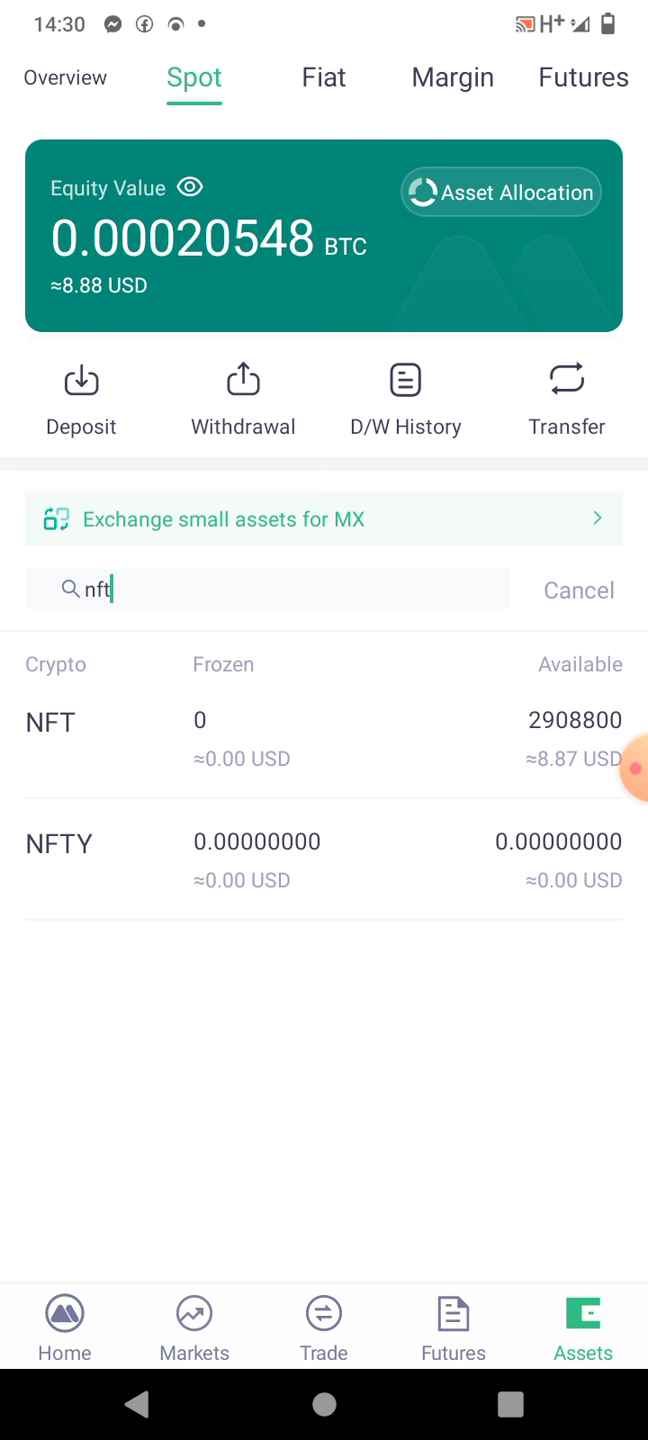 14:30 H+
Overview Spot Fiat Margin Futures
Equity Value
Asset Allocation
0.00020548 BTC
≈8.88 USD
Deposit Withdrawal D/W History Transfer
Exchange small assets for MX
nft Cancel
Crypto Frozen Available
NFT 0 2908800
≈0.00 USD ≈8.87 USD
NFTY 0.00000000 0.00000000
≈0.00 USD ≈0.00 USD
Home Markets Trade Futures Assets